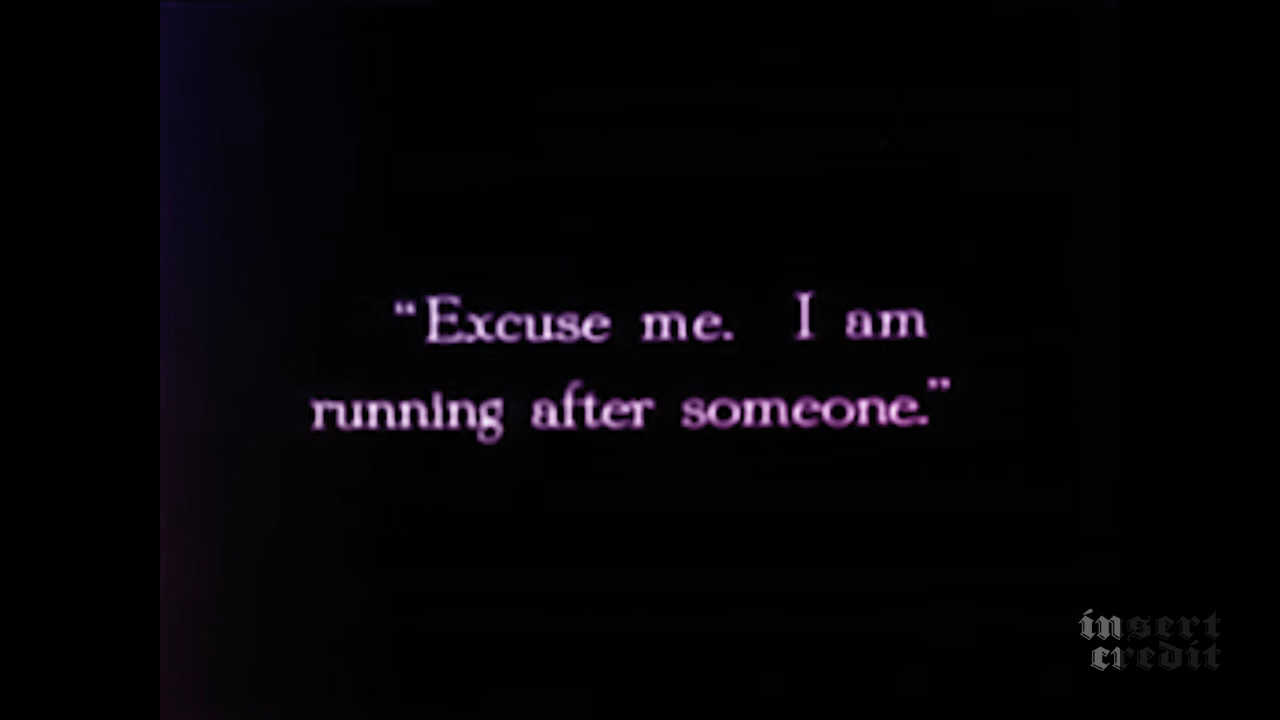 “Excuse me. I am
running after someone.”
insert
credit